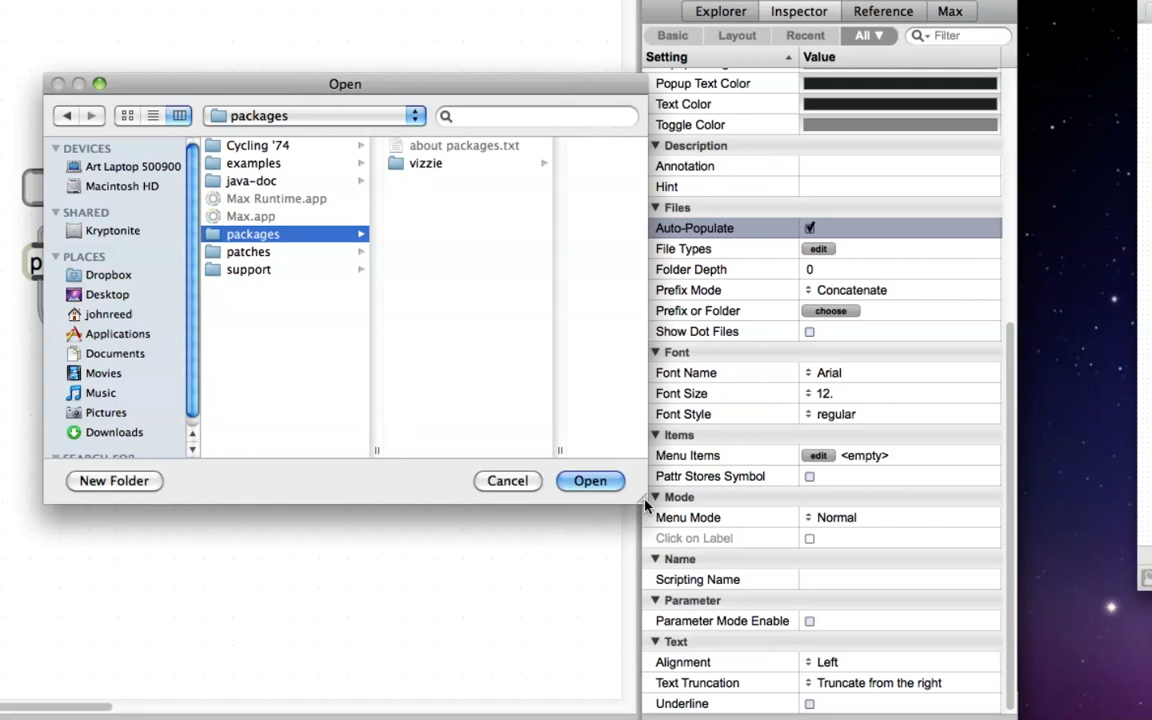 Explorer Inspector Reference Max
Basic Layout Recent All ▼ Filter
Setting Value
Popup Text Color
Text Color
Toggle Color
Description
Annotation
Hint
Files
Auto-Populate
File Types edit
Folder Depth 0
Prefix Mode Concatenate
Prefix or Folder choose
Show Dot Files
Font
Font Name Arial
Font Size 12.
Font Style regular
Items
Menu Items edit <empty>
Pattr Stores Symbol
Mode
Menu Mode Normal
Click on Label
Name
Scripting Name
Parameter
Parameter Mode Enable
Text
Alignment Left
Text Truncation Truncate from the right
Underline
Open
packages
DEVICES
Art Laptop 500900
Macintosh HD
SHARED
Kryptonite
PLACES
Dropbox
Desktop
johnreed
Applications
Documents
Movies
Music
Pictures
Downloads
SEARCH FOR
Cycling '74
examples
java-doc
Max Runtime.app
Max.app
packages
patches
support
about packages.txt
vizzie
New Folder Cancel Open
p